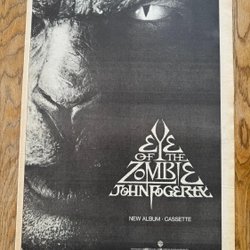 EYE
OF THE
ZOMBIE
JOHN FOGERTY
NEW ALBUM · CASSETTE